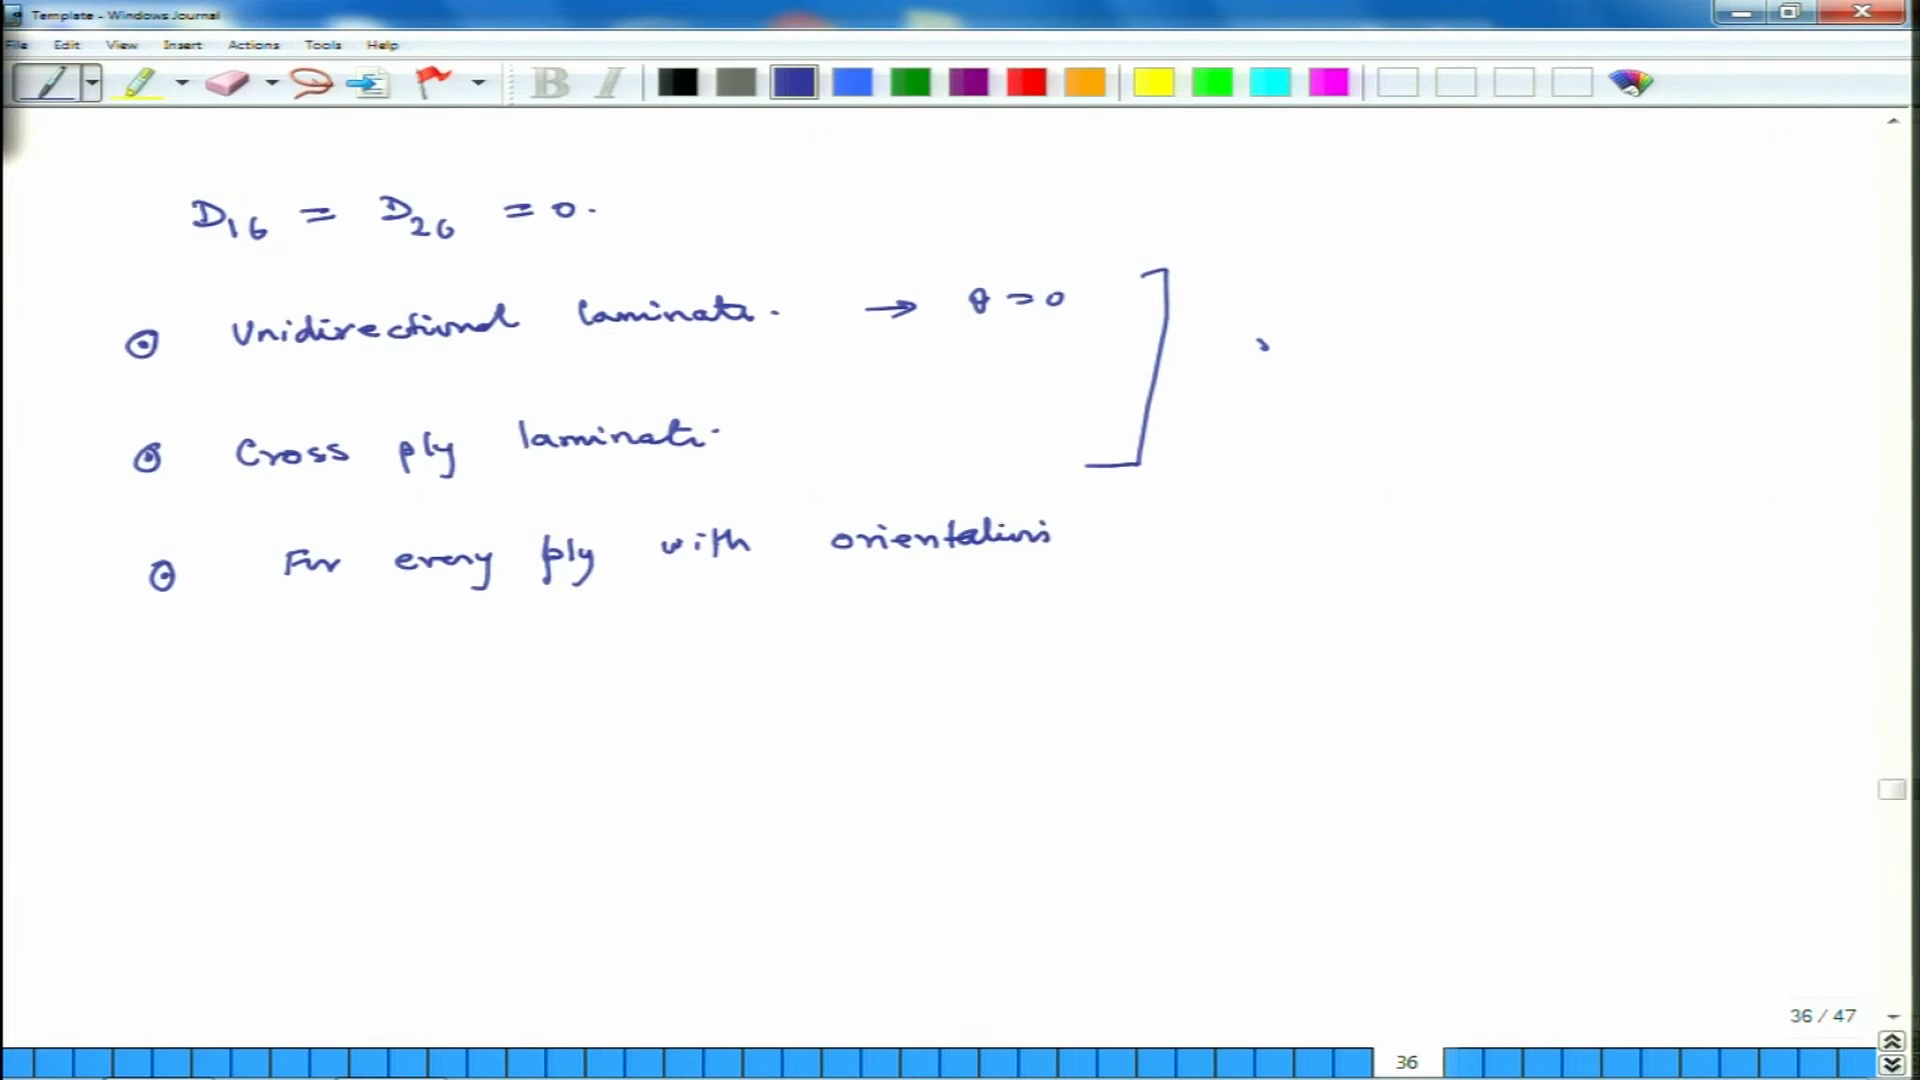 Template - Windows Journal
File Edit View Insert Actions Tools Help
B I
D16 = D26 = 0.
Unidirectional laminate. → θ = 0
Cross ply laminate.
For every ply with orientations
36 / 47
36